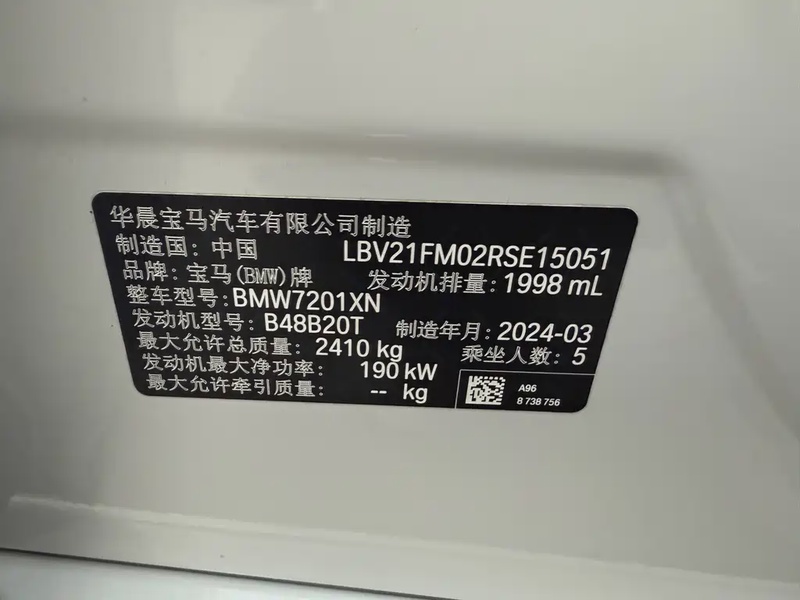 华晨宝马汽车有限公司制造
制造国：中国 LBV21FM02RSE15051
品牌：宝马(BMW)牌 发动机排量：1998 mL
整车型号：BMW7201XN
发动机型号：B48B20T 制造年月：2024-03
最大允许总质量：2410 kg 乘坐人数：5
发动机最大净功率：190 kW
最大允许牵引质量：-- kg
A96
8 738 756